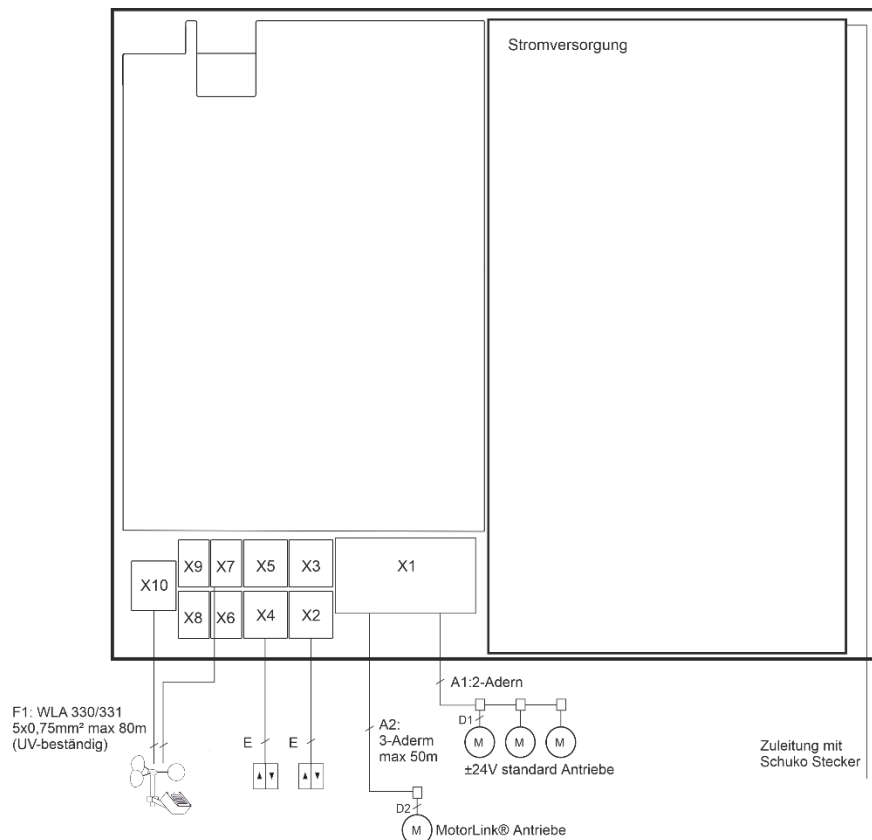 Stromversorgung
X9
X7
X5
X3
X1
X10
X8
X6
X4
X2
A1:2-Adern
F1: WLA 330/331
5x0,75mm² max 80m
(UV-beständig)
E
E
A2:
3-Aderm
max 50m
D1
M
M
M
±24V standard Antriebe
Zuleitung mit
Schuko Stecker
D2
M
MotorLink® Antriebe